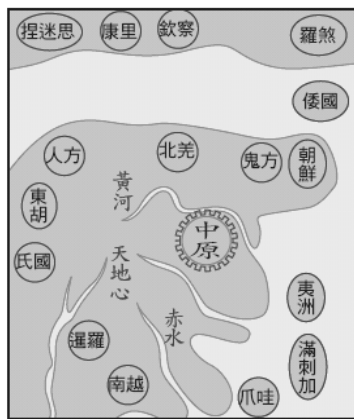 捏迷思
康里
欽察
羅煞
倭國
人方
北羌
鬼方
朝鮮
東胡
黃河
中原
氐國
天地心
赤水
夷洲
暹羅
南越
爪哇
滿剌加